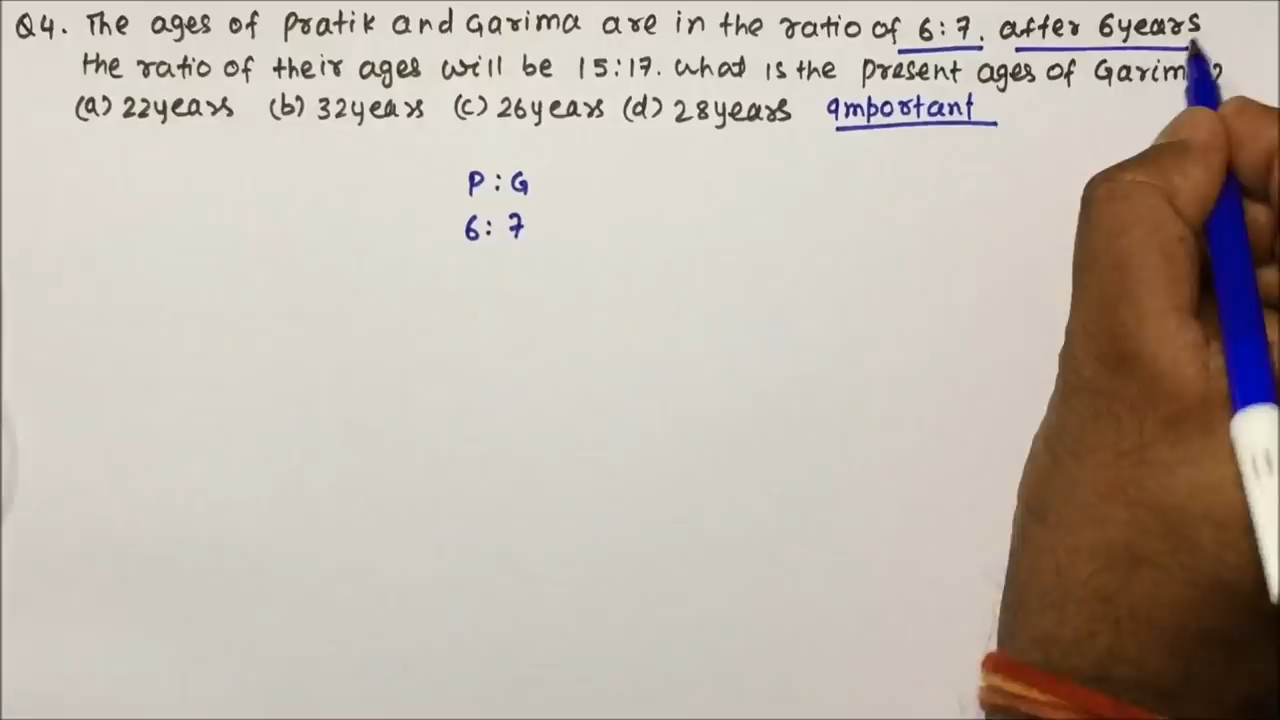 Q4. The ages of Pratik and Garima are in the ratio of 6:7. after 6years
the ratio of their ages will be 15:17. what is the present ages of Garim ?
(a) 22years (b) 32years (c) 26years (d) 28years important
P : G
6 : 7